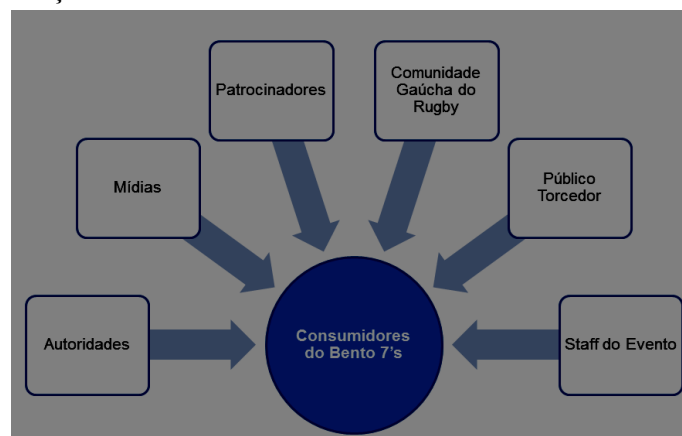 Patrocinadores
Comunidade
Gaúcha do
Rugby
Mídias
Público
Torcedor
Autoridades
Consumidores
do Bento 7's
Staff do Evento